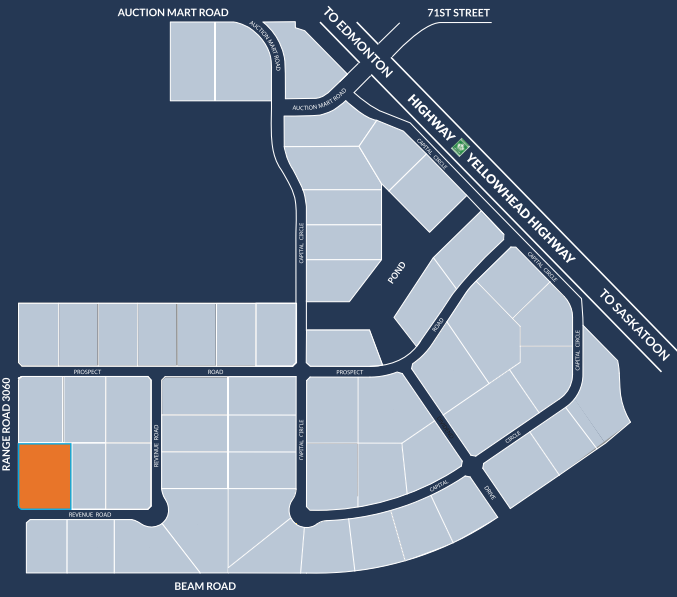 AUCTION MART ROAD
TO EDMONTON
71ST STREET
AUCTION MART ROAD
AUCTION MART ROAD
HIGHWAY YELLOWHEAD HIGHWAY
CAPITAL CIRCLE
CAPITAL CIRCLE
POND
CAPITAL CIRCLE
TO SASKATOON
ROAD
CAPITAL CIRCLE
PROSPECT
ROAD
PROSPECT
RANGE ROAD 3060
REVENUE ROAD
CAPITAL CIRCLE
CIRCLE
CAPITAL
DRIVE
REVENUE ROAD
BEAM ROAD